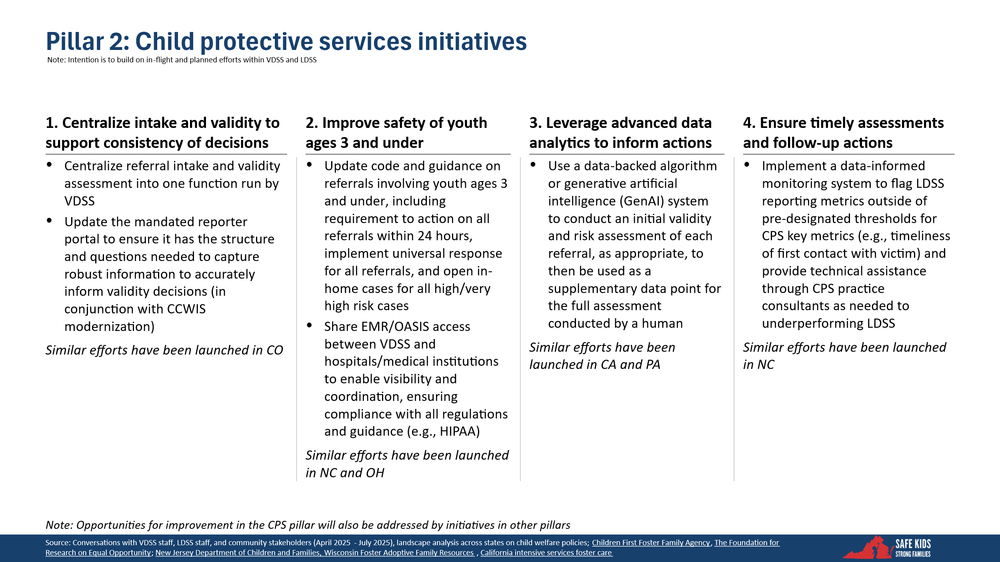 Pillar 2: Child protective services initiatives
Note: Intention is to build on in-flight and planned efforts within VDSS and LDSS
1. Centralize intake and validity to
support consistency of decisions
• Centralize referral intake and validity
assessment into one function run by
VDSS
• Update the mandated reporter
portal to ensure it has the structure
and questions needed to capture
robust information to accurately
inform validity decisions (in
conjunction with CCWIS
modernization)
Similar efforts have been launched in CO
2. Improve safety of youth
ages 3 and under
• Update code and guidance on
referrals involving youth ages 3
and under, including
requirement to action on all
referrals within 24 hours,
implement universal response
for all referrals, and open in-
home cases for all high/very
high risk cases
• Share EMR/OASIS access
between VDSS and
hospitals/medical institutions
to enable visibility and
coordination, ensuring
compliance with all regulations
and guidance (e.g., HIPAA)
Similar efforts have been launched
in NC and OH
3. Leverage advanced data
analytics to inform actions
• Use a data-backed algorithm
or generative artificial
intelligence (GenAI) system
to conduct an initial validity
and risk assessment of each
referral, as appropriate, to
then be used as a
supplementary data point for
the full assessment
conducted by a human
Similar efforts have been
launched in CA and PA
4. Ensure timely assessments
and follow-up actions
• Implement a data-informed
monitoring system to flag LDSS
reporting metrics outside of
pre-designated thresholds for
CPS key metrics (e.g., timeliness
of first contact with victim) and
provide technical assistance
through CPS practice
consultants as needed to
underperforming LDSS
Similar efforts have been launched
in NC
Note: Opportunities for improvement in the CPS pillar will also be addressed by initiatives in other pillars
Source: Conversations with VDSS staff, LDSS staff, and community stakeholders (April 2025 - July 2025), landscape analysis across states on child welfare policies; Children First Foster Family Agency, The Foundation for
Research on Equal Opportunity; New Jersey Department of Children and Families, Wisconsin Foster Adoptive Family Resources , California intensive services foster care
SAFE KIDS
STRONG FAMILIES